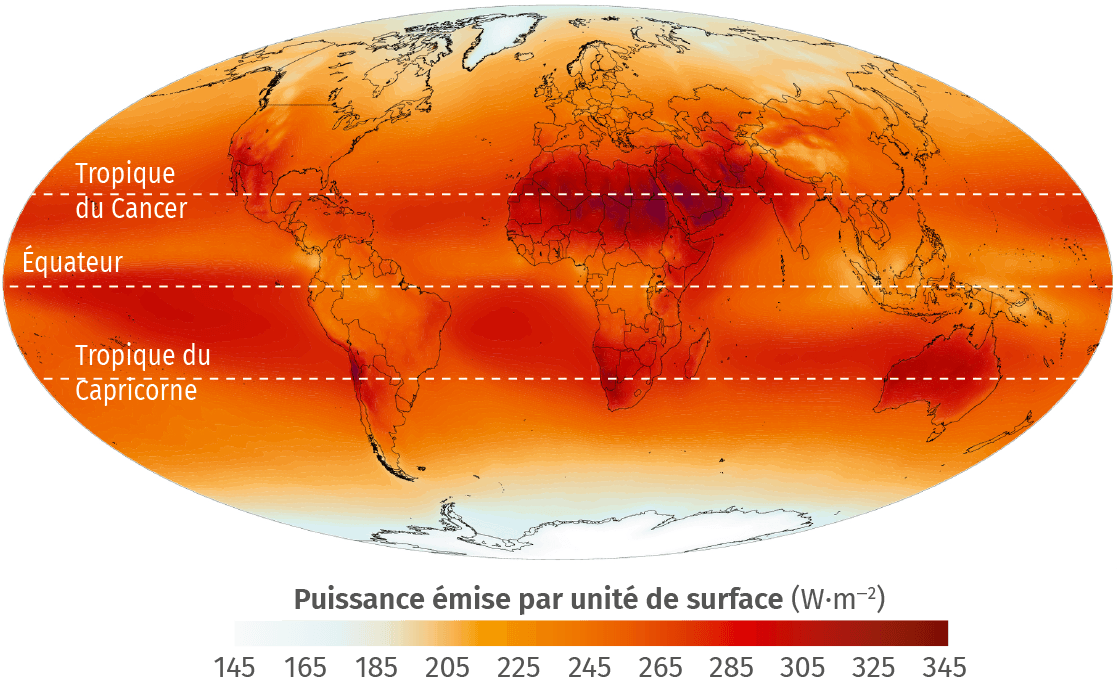 Tropique
du Cancer
Équateur
Tropique du
Capricorne
Puissance émise par unité de surface (W·m⁻²)
145 165 185 205 225 245 265 285 305 325 345